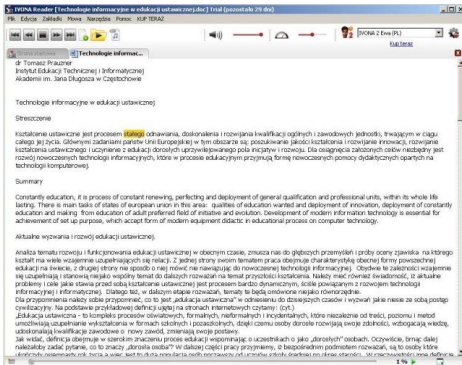 IVONA Reader [Technologie informacyjne w edukacji ustawicznej.doc] Trial (pozostało 29 dni)
Plik Edycja Zakładki Mowa Narzędzia Pomoc KUP TERAZ
IVONA 2 Ewa (PL)
Kup teraz
Strona startowa Technologie informac...
dr Tomasz Prauzner
Instytut Edukacji Technicznej i Informatycznej
Akademii im. Jana Długosza w Częstochowie
Technologie informacyjne w edukacji ustawicznej
Streszczenie
Kształcenie ustawiczne jest procesem stałego odnawiania, doskonalenia i rozwijania kwalifikacji ogólnych i zawodowych jednostki, trwającym w ciągu
całego jej życia. Głównymi zadaniami państw Unii Europejskiej w tym obszarze są: poszukiwanie jakości kształcenia i rozwijanie innowacji, rozwijanie
kształcenia ustawicznego i uczynienie z edukacji dorosłych uprzywilejowanego pola inicjatyw i rozwoju. Dla osiągnięcia założonych celów niezbędny jest
rozwój nowoczesnych technologii informacyjnych, które w procesie edukacyjnym przyjmują formę nowoczesnych pomocy dydaktycznych opartych na
technologii komputerowej.
Summary
Constantly education, it is process of constant renewing, perfecting and deployment of general qualification and professional units, within its whole life
lasting. There is main tasks of states of european union in this area: qualities of education wanted and deployment of innovation, deployment of constantly
education and making from education of adult preferred field of initiative and evolution. Development of modern information technology is essential for
achievement of set up purpose, which accept form of modern equipment didactic in educational process on computer technology.
Aktualne wyzwania i rozwój edukacji ustawicznej.
Analiza tematu rozwoju i funkcjonowania edukacji ustawicznej w obecnym czasie, zmusza nas do głębszych przemyśleń i próby oceny zjawiska na którego
kształt ma wiele wzajemnie uzupełniających się relacji. Z jednej strony swoim tematem praca obejmuje charakterystykę obecnej formy powszechnej
edukacji na świecie, z drugiej strony nie sposób o niej mówić nie nawiązując do nowoczesnej technologii informacyjnej. Obydwie te zależności wzajemnie
się uzupełniają i stanowią niejako wspólny temat do dalszych rozważań na temat przyszłości kształcenia. Należy mieć również świadomość, iż aktualne
problemy i cele jakie stawia przed sobą kształcenie ustawiczne jest procesem bardzo dynamicznym, ściśle powiązanym z rozwojem technologii
informacyjnej i informatycznej. Dlatego też, w dalszym etapie rozważań, tematy te będą omówione niejako równorzędnie.
Dla przypomnienia należy sobie przypomnieć, co to jest „edukacja ustawiczna” w odniesieniu do dzisiejszych czasów i wyzwań jakie niesie ze sobą postęp
cywilizacyjny. Na podstawie przykładowej definicji ujętej na stronach internetowych czytamy: (cyt.)
„Edukacja ustawiczna - to kompleks procesów oświatowych, formalnych, nieformalnych i incydentalnych, które niezależnie od treści, poziomu i metod
umożliwiają uzupełnianie wykształcenia w formach szkolnych i pozaszkolnych, dzięki czemu osoby dorosłe rozwijają swoje zdolności, wzbogacają wiedzę,
udoskonalają kwalifikacje zawodowe o nowy zawód, zmieniają swoje postawy.
Jak widać, definicja obejmuje w szerokim znaczeniu proces edukacji wspominając o uczestnikach o jako „dorosłych” osobach. Oczywiście, brnąc dalej
należałoby zadać pytanie, co to znaczy „dorosła osoba”? W dalszej części pracy przyjmiemy, iż bezpośrednim podmiotem rozważań, są to osoby które
1 %